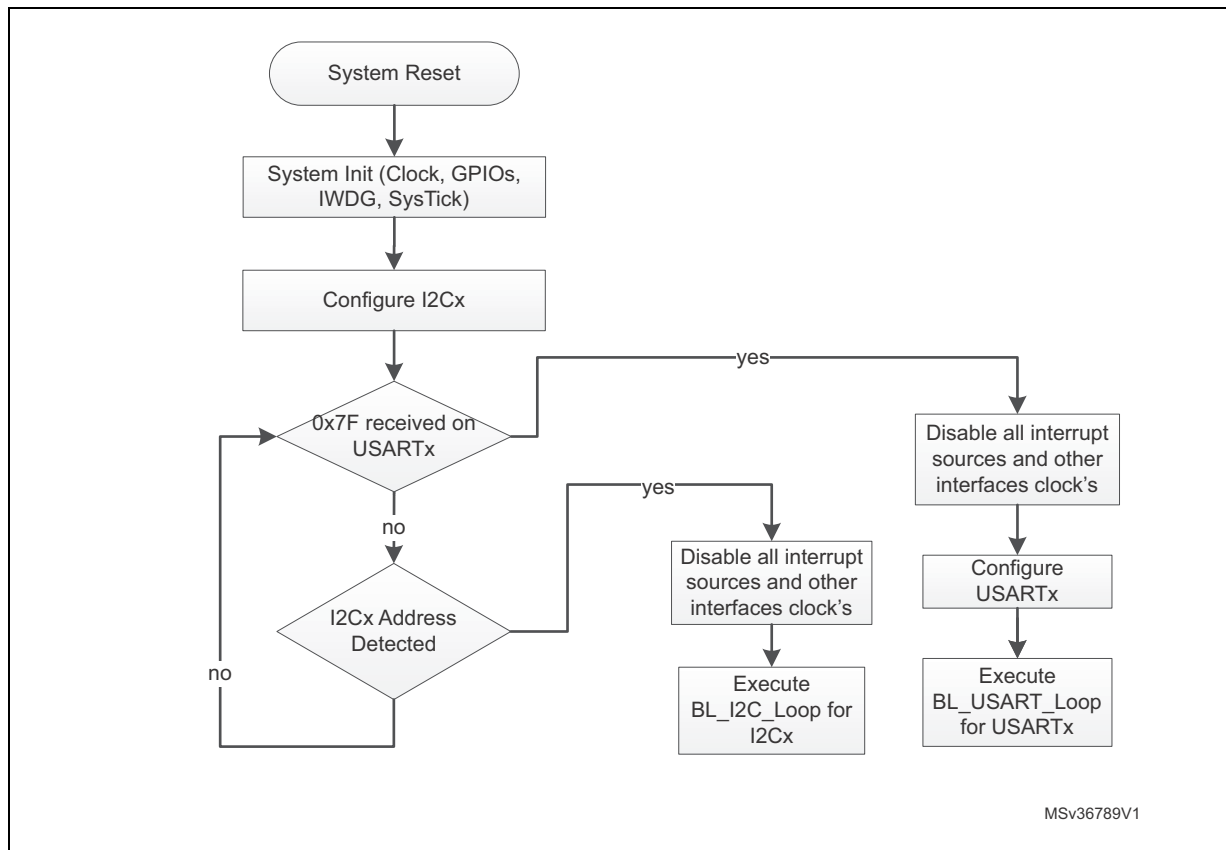 System Reset
System Init (Clock, GPIOs,
IWDG, SysTick)
Configure I2Cx
yes
0x7F received on
USARTx
Disable all interrupt
sources and other
interfaces clock's
yes
no
Disable all interrupt
sources and other
interfaces clock's
Configure
USARTx
I2Cx Address
Detected
no
Execute
BL_I2C_Loop for
I2Cx
Execute
BL_USART_Loop
for USARTx
MSv36789V1